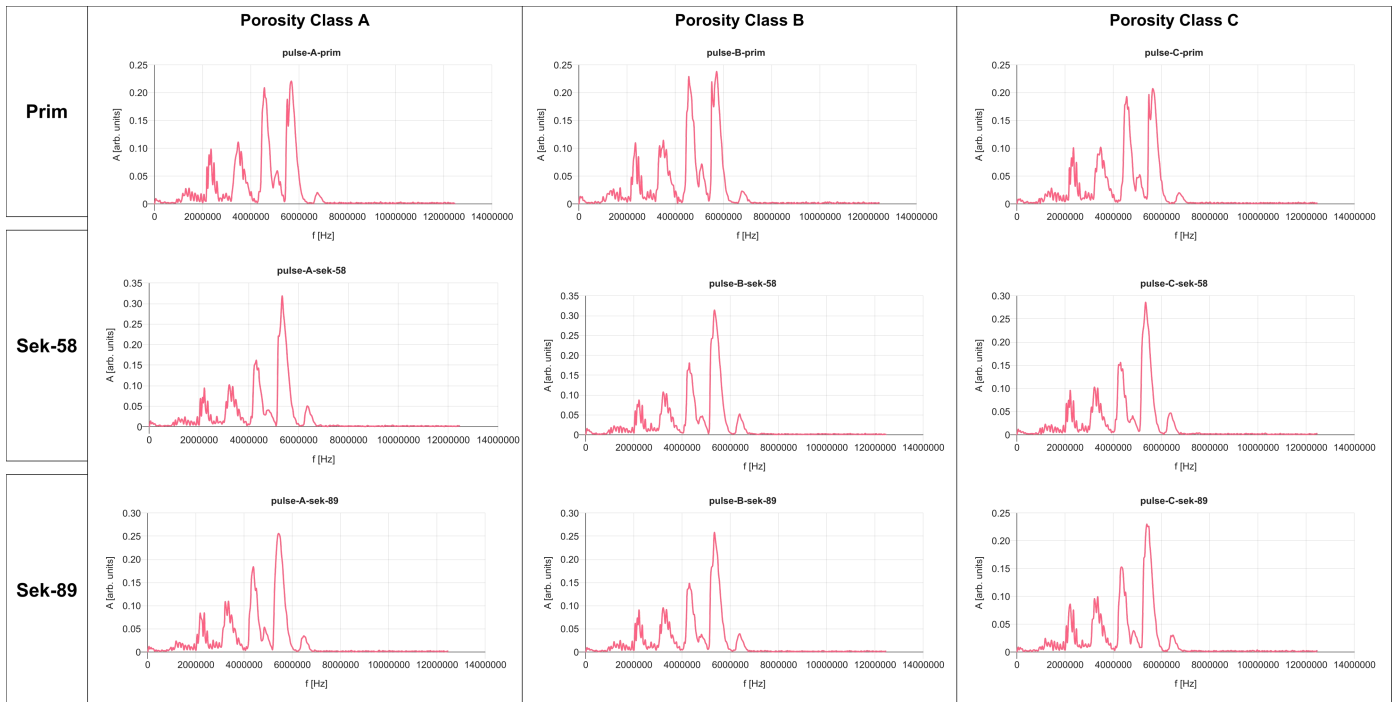 Porosity Class A
Porosity Class B
Porosity Class C
Prim
pulse-A-prim
A [arb. units]
0.25
0.20
0.15
0.10
0.05
0
0 2000000 4000000 6000000 8000000 10000000 12000000 14000000
f [Hz]
pulse-B-prim
A [arb. units]
0.25
0.20
0.15
0.10
0.05
0
0 2000000 4000000 6000000 8000000 10000000 12000000 14000000
f [Hz]
pulse-C-prim
A [arb. units]
0.25
0.20
0.15
0.10
0.05
0
0 2000000 4000000 6000000 8000000 10000000 12000000 14000000
f [Hz]
Sek-58
pulse-A-sek-58
A [arb. units]
0.35
0.30
0.25
0.20
0.15
0.10
0.05
0
0 2000000 4000000 6000000 8000000 10000000 12000000 14000000
f [Hz]
pulse-B-sek-58
A [arb. units]
0.35
0.30
0.25
0.20
0.15
0.10
0.05
0
0 2000000 4000000 6000000 8000000 10000000 12000000 14000000
f [Hz]
pulse-C-sek-58
A [arb. units]
0.30
0.25
0.20
0.15
0.10
0.05
0
0 2000000 4000000 6000000 8000000 10000000 12000000 14000000
f [Hz]
Sek-89
pulse-A-sek-89
A [arb. units]
0.30
0.25
0.20
0.15
0.10
0.05
0
0 2000000 4000000 6000000 8000000 10000000 12000000 14000000
f [Hz]
pulse-B-sek-89
A [arb. units]
0.30
0.25
0.20
0.15
0.10
0.05
0
0 2000000 4000000 6000000 8000000 10000000 12000000 14000000
f [Hz]
pulse-C-sek-89
A [arb. units]
0.25
0.20
0.15
0.10
0.05
0
0 2000000 4000000 6000000 8000000 10000000 12000000 14000000
f [Hz]